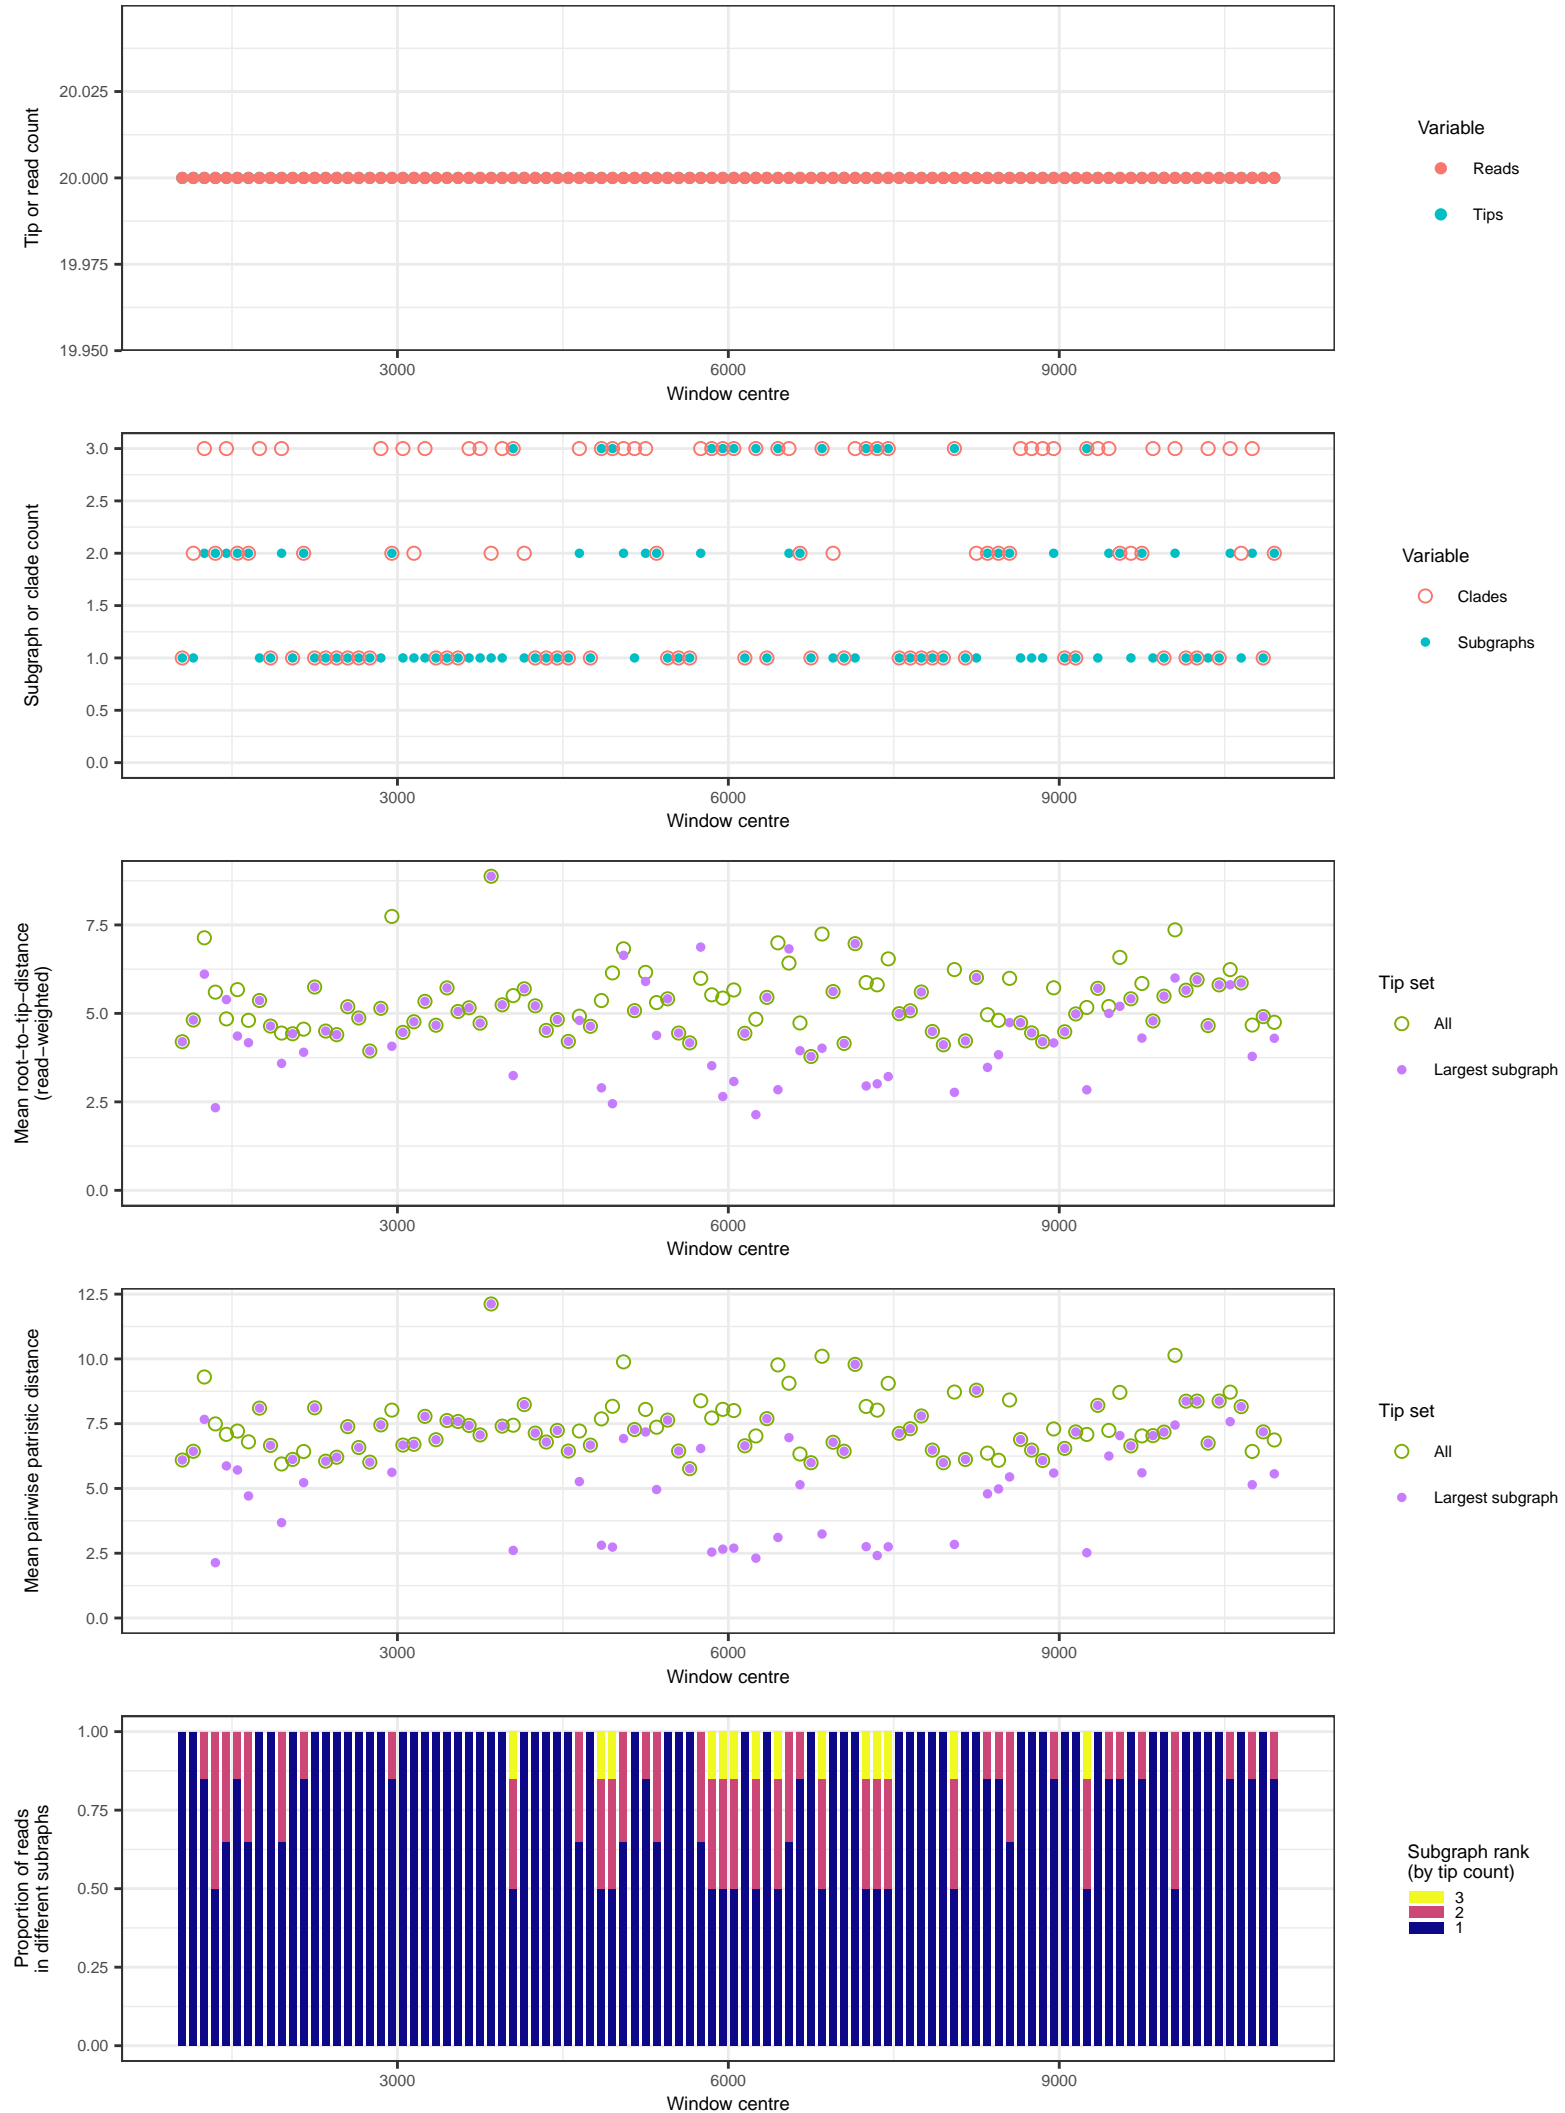 Tip or read count
20.025
20.000
19.975
19.950
3000 6000 9000
Window centre
Variable
Reads
Tips
Subgraph or clade count
3.0
2.5
2.0
1.5
1.0
0.5
0.0
3000 6000 9000
Window centre
Variable
Clades
Subgraphs
Mean root−to−tip−distance
(read−weighted)
7.5
5.0
2.5
0.0
3000 6000 9000
Window centre
Tip set
All
Largest subgraph
Mean pairwise patristic distance
12.5
10.0
7.5
5.0
2.5
0.0
3000 6000 9000
Window centre
Tip set
All
Largest subgraph
Proportion of reads
in different subraphs
1.00
0.75
0.50
0.25
0.00
3000 6000 9000
Window centre
Subgraph rank
(by tip count)
3
2
1